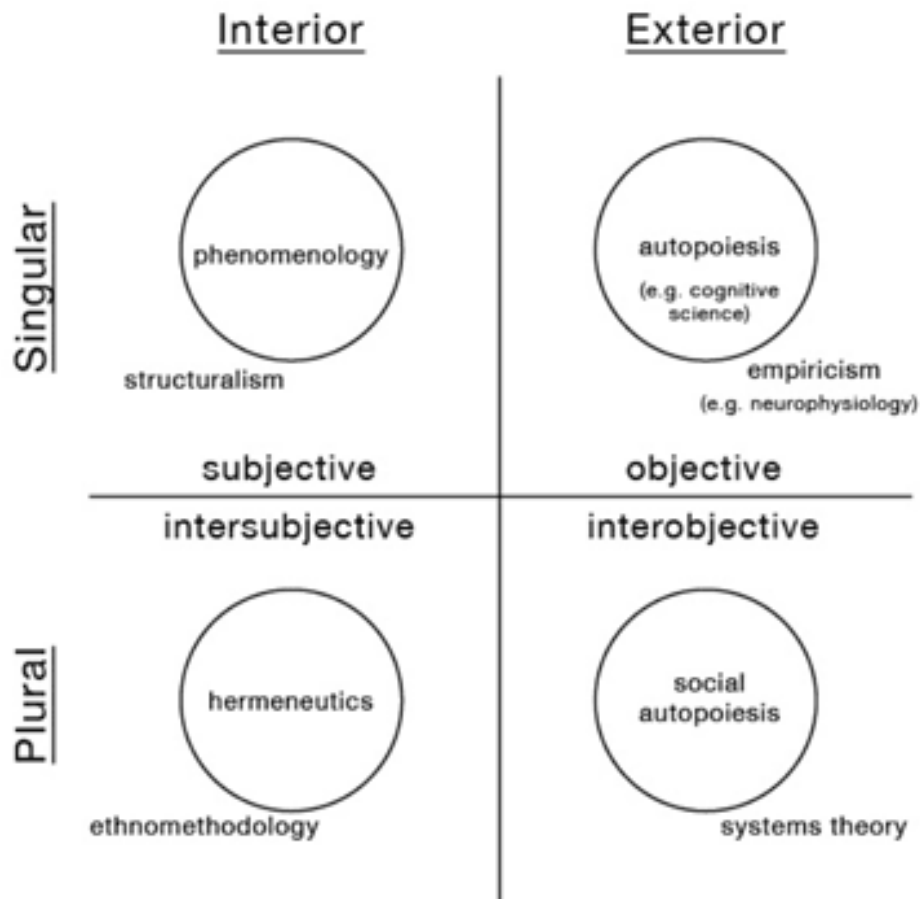 Interior
Exterior
Singular
phenomenology
autopoiesis
(e.g. cognitive
science)
structuralism
empiricism
(e.g. neurophysiology)
subjective
objective
intersubjective
interobjective
Plural
hermeneutics
social
autopoiesis
ethnomethodology
systems theory